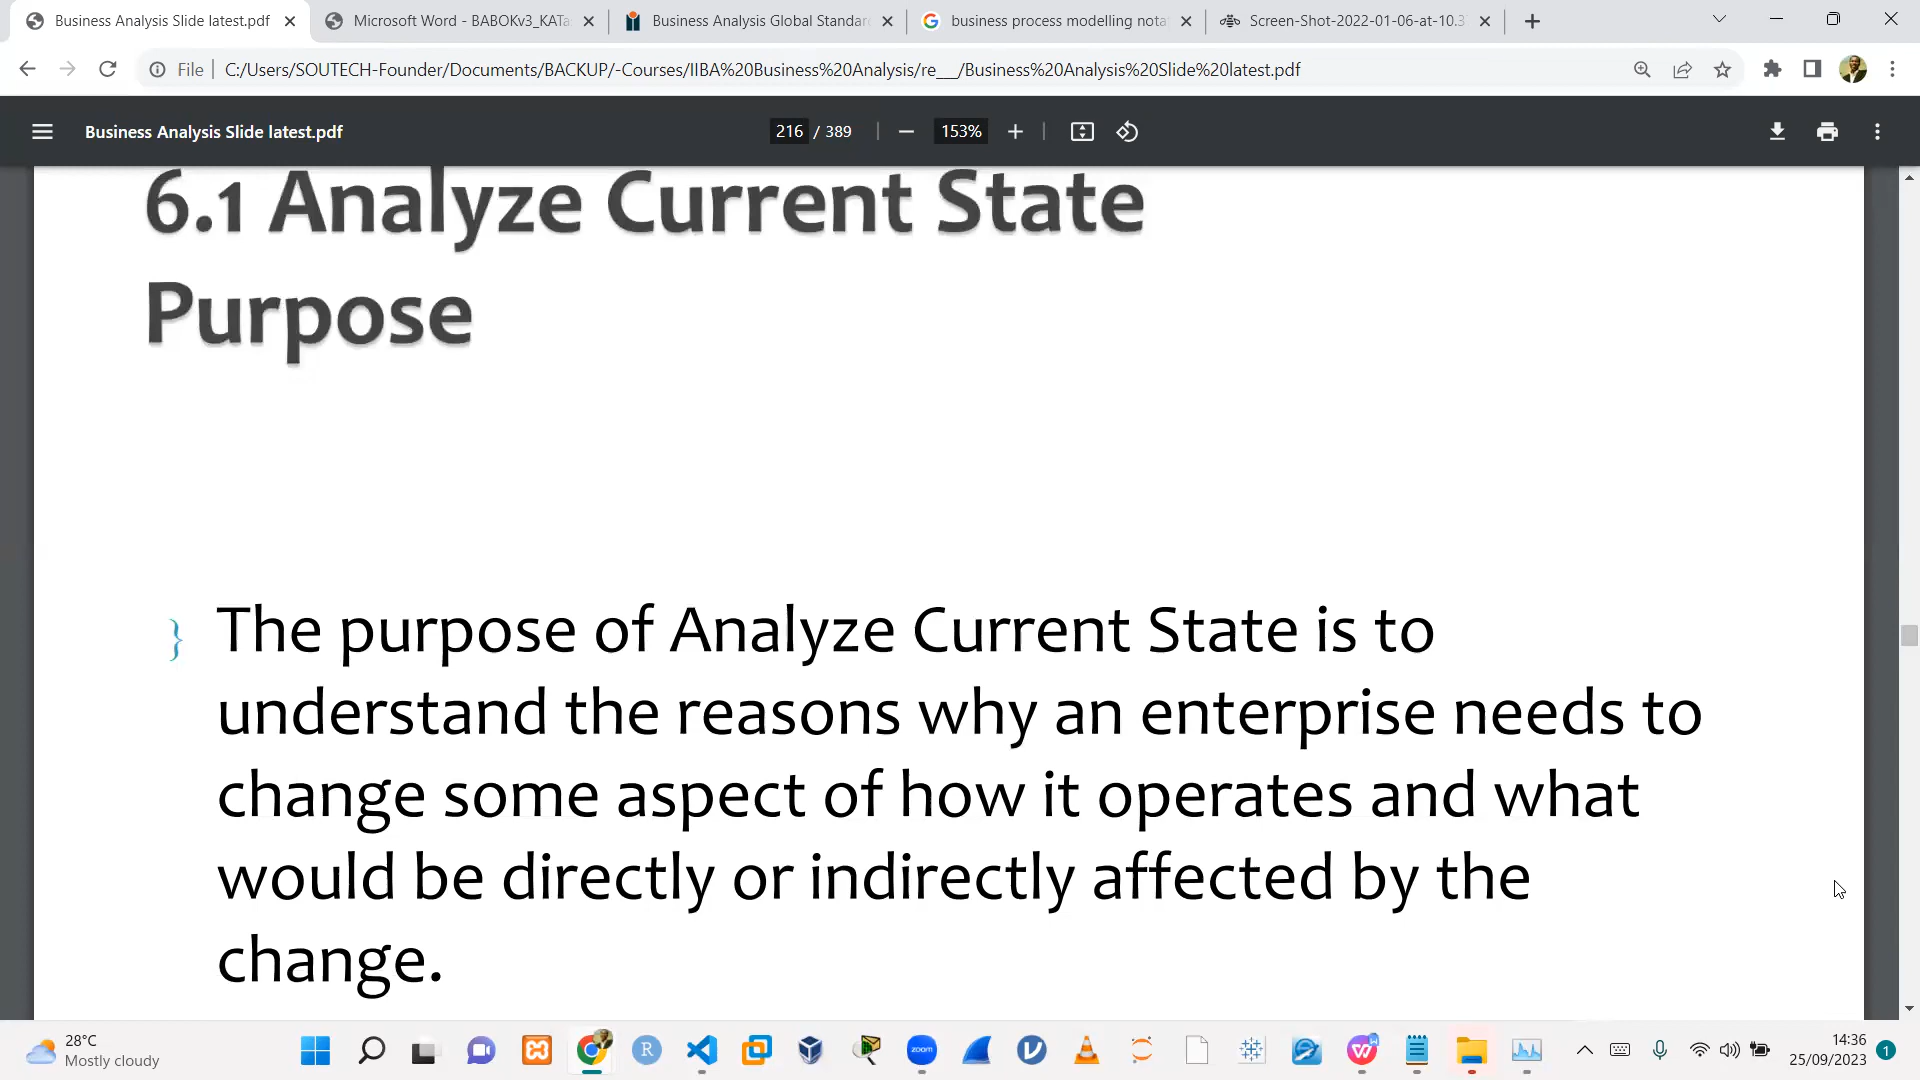 Business Analysis Slide latest.pdf
Microsoft Word - BABOKv3_KATa
Business Analysis Global Standar
business process modelling nota
Screen-Shot-2022-01-06-at-10.3
File
C:/Users/SOUTECH-Founder/Documents/BACKUP/-Courses/IIBA%20Business%20Analysis/re__/Business%20Analysis%20Slide%20latest.pdf
Business Analysis Slide latest.pdf
216 / 389
153%
6.1 Analyze Current State
Purpose
} The purpose of Analyze Current State is to
understand the reasons why an enterprise needs to
change some aspect of how it operates and what
would be directly or indirectly affected by the
change.
28°C
Mostly cloudy
R
zoom
14:36
25/09/2023
1